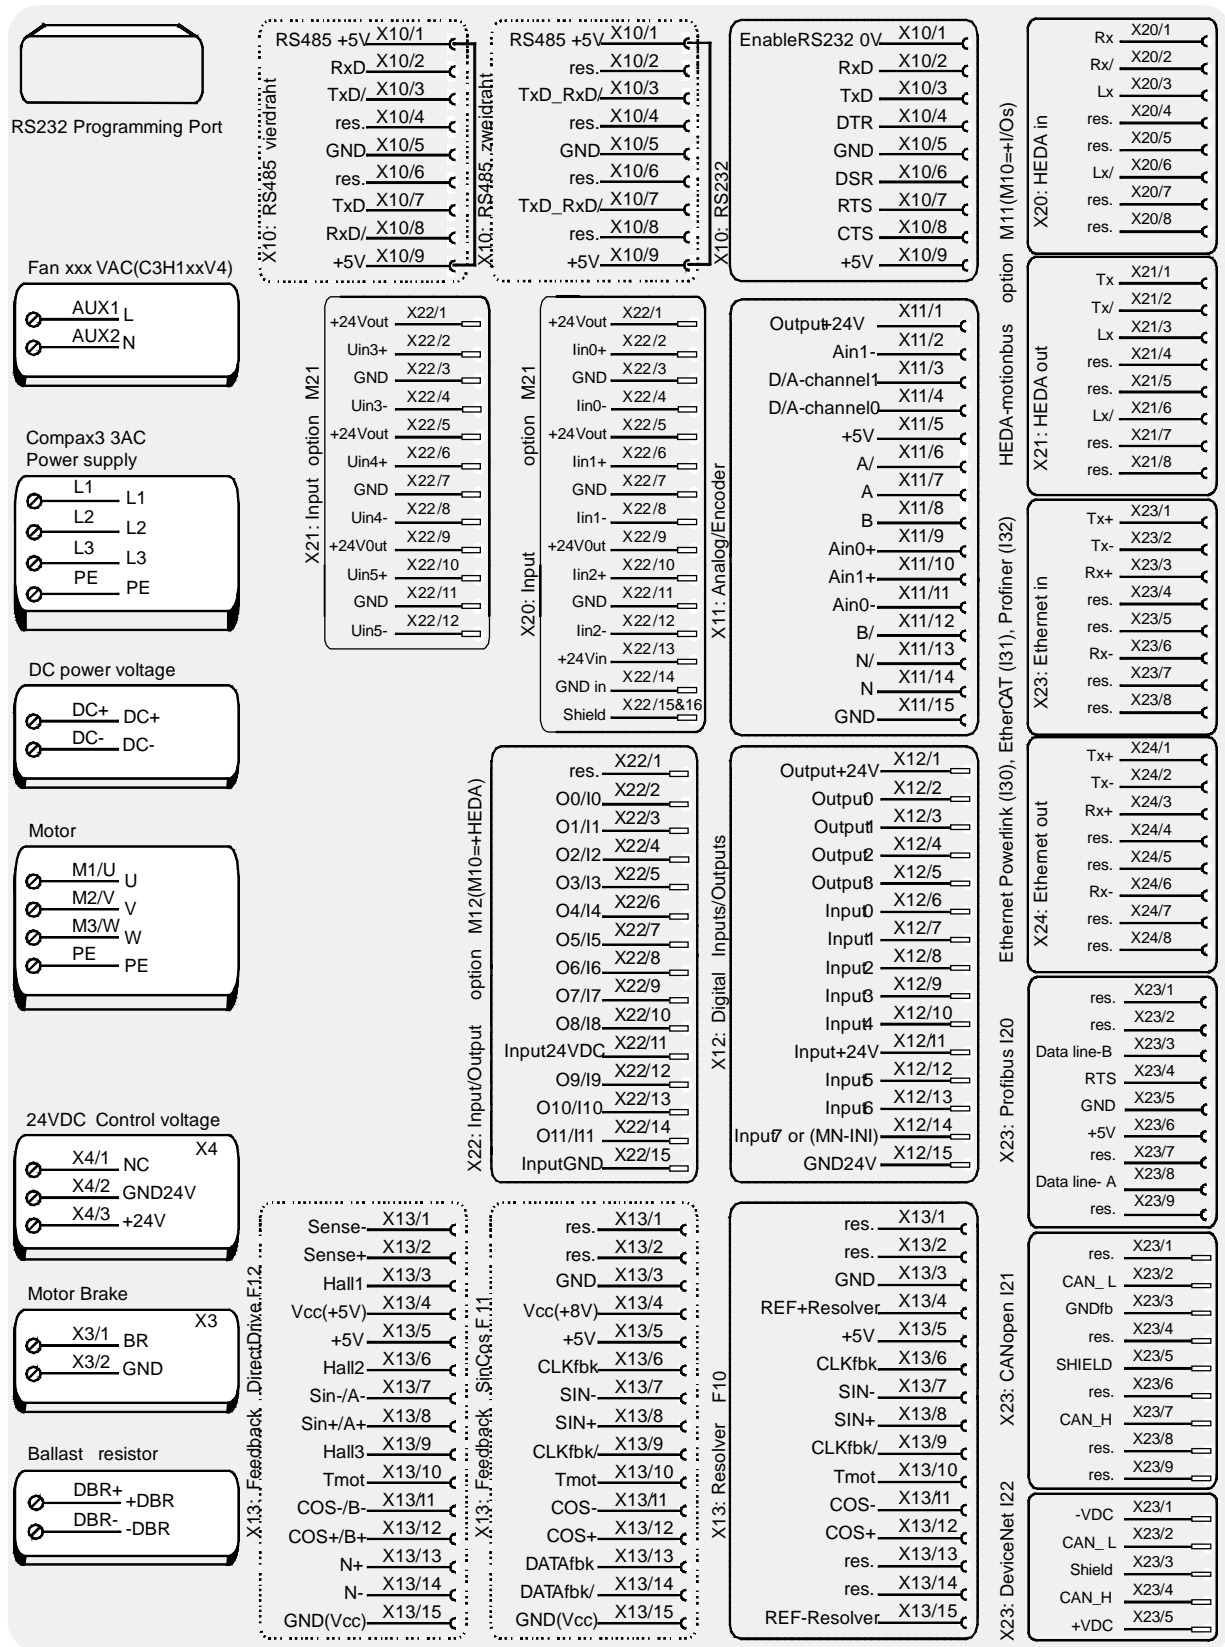 RS232 Programming Port
Fan xxx VAC(C3H1xxV4)
AUX1 L
AUX2 N
Compax3 3AC
Power supply
L1 L1
L2 L2
L3 L3
PE PE
DC power voltage
DC+ DC+
DC- DC-
Motor
M1/U U
M2/V V
M3/W W
PE PE
24VDC Control voltage
X4
X4/1 NC
X4/2 GND24V
X4/3 +24V
Motor Brake
X3
X3/1 BR
X3/2 GND
Ballast resistor
DBR+ +DBR
DBR- -DBR
X10: RS485 vierdraht
RS485 +5V X10/1
RxD X10/2
TxD/ X10/3
res. X10/4
GND X10/5
res. X10/6
TxD X10/7
RxD/ X10/8
+5V X10/9
X10: RS485 zweidraht
RS485 +5V X10/1
res. X10/2
TxD_RxD/ X10/3
res. X10/4
GND X10/5
res. X10/6
TxD_RxD/ X10/7
res. X10/8
+5V X10/9
X10: RS232
EnableRS232 0V X10/1
RxD X10/2
TxD X10/3
DTR X10/4
GND X10/5
DSR X10/6
RTS X10/7
CTS X10/8
+5V X10/9
X21: Input option M21
+24Vout X22/1
Uin3+ X22/2
GND X22/3
Uin3- X22/4
+24Vout X22/5
Uin4+ X22/6
GND X22/7
Uin4- X22/8
+24V0ut X22/9
Uin5+ X22/10
GND X22/11
Uin5- X22/12
X20: Input option M21
+24Vout X22/1
Iin0+ X22/2
GND X22/3
Iin0- X22/4
+24Vout X22/5
Iin1+ X22/6
GND X22/7
Iin1- X22/8
+24V0ut X22/9
Iin2+ X22/10
GND X22/11
Iin2- X22/12
+24Vin X22/13
GND in X22/14
Shield X22/15&16
X11: Analog/Encoder
Output+24V X11/1
Ain1- X11/2
D/A-channel1 X11/3
D/A-channel0 X11/4
+5V X11/5
A/ X11/6
A X11/7
B X11/8
Ain0+ X11/9
Ain1+ X11/10
Ain0- X11/11
B/ X11/12
N/ X11/13
N X11/14
GND X11/15
X22: Input/Output option M12(M10=+HEDA)
res. X22/1
O0/I0 X22/2
O1/I1 X22/3
O2/I2 X22/4
O3/I3 X22/5
O4/I4 X22/6
O5/I5 X22/7
O6/I6 X22/8
O7/I7 X22/9
O8/I8 X22/10
Input24VDC X22/11
O9/I9 X22/12
O10/I10 X22/13
O11/I11 X22/14
InputGND X22/15
X12: Digital Inputs/Outputs
Output+24V X12/1
Output0 X12/2
Output1 X12/3
Output2 X12/4
Output3 X12/5
Input0 X12/6
Input1 X12/7
Input2 X12/8
Input3 X12/9
Input4 X12/10
Input+24V X12/11
Input5 X12/12
Input6 X12/13
Input7 or (MN-INI) X12/14
GND24V X12/15
X13: Feedback DirectDrive F12
Sense- X13/1
Sense+ X13/2
Hall1 X13/3
Vcc(+5V) X13/4
+5V X13/5
Hall2 X13/6
Sin-/A- X13/7
Sin+/A+ X13/8
Hall3 X13/9
Tmot X13/10
COS-/B- X13/11
COS+/B+ X13/12
N+ X13/13
N- X13/14
GND(Vcc) X13/15
X13: Feedback SinCos F11
res. X13/1
res. X13/2
GND X13/3
Vcc(+8V) X13/4
+5V X13/5
CLKfbk X13/6
SIN- X13/7
SIN+ X13/8
CLKfbk/ X13/9
Tmot X13/10
COS- X13/11
COS+ X13/12
DATAfbk X13/13
DATAfbk/ X13/14
GND(Vcc) X13/15
X13: Resolver F10
res. X13/1
res. X13/2
GND X13/3
REF+Resolver X13/4
+5V X13/5
CLKfbk X13/6
SIN- X13/7
SIN+ X13/8
CLKfbk/ X13/9
Tmot X13/10
COS- X13/11
COS+ X13/12
res. X13/13
res. X13/14
REF-Resolver X13/15
HEDA-motionbus option M11(M10=+I/Os)
X20: HEDA in
Rx X20/1
Rx/ X20/2
Lx X20/3
res. X20/4
res. X20/5
Lx/ X20/6
res. X20/7
res. X20/8
X21: HEDA out
Tx X21/1
Tx/ X21/2
Lx X21/3
res. X21/4
res. X21/5
Lx/ X21/6
res. X21/7
res. X21/8
Ethernet Powerlink (I30), EtherCAT (I31), Profiner (I32)
X23: Ethernet in
Tx+ X23/1
Tx- X23/2
Rx+ X23/3
res. X23/4
res. X23/5
Rx- X23/6
res. X23/7
res. X23/8
X24: Ethernet out
Tx+ X24/1
Tx- X24/2
Rx+ X24/3
res. X24/4
res. X24/5
Rx- X24/6
res. X24/7
res. X24/8
X23: Profibus I20
res. X23/1
res. X23/2
Data line-B X23/3
RTS X23/4
GND X23/5
+5V X23/6
res. X23/7
Data line- A X23/8
res. X23/9
X23: CANopen I21
res. X23/1
CAN_ L X23/2
GNDfb X23/3
res. X23/4
SHIELD X23/5
res. X23/6
CAN_H X23/7
res. X23/8
res. X23/9
X23: DeviceNet I22
-VDC X23/1
CAN_ L X23/2
Shield X23/3
CAN_H X23/4
+VDC X23/5